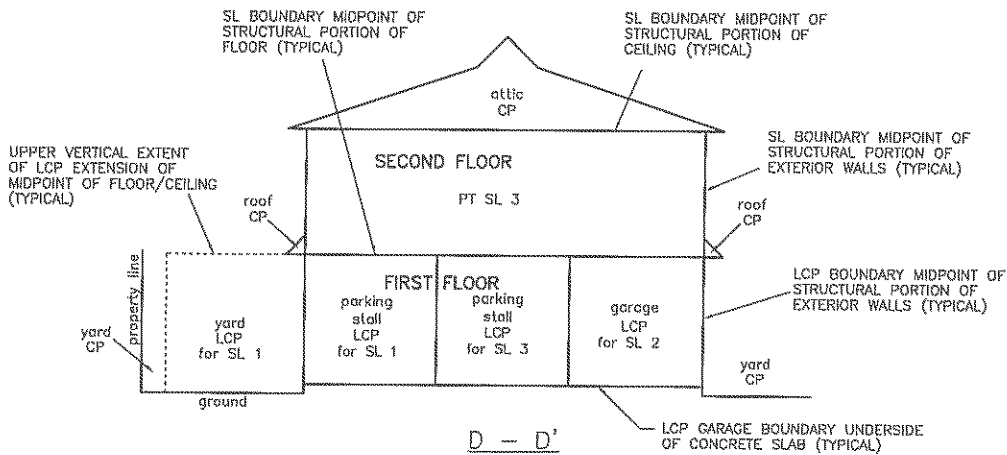 SL BOUNDARY MIDPOINT OF
STRUCTURAL PORTION OF
FLOOR (TYPICAL)
SL BOUNDARY MIDPOINT OF
STRUCTURAL PORTION OF
CEILING (TYPICAL)
attic
CP
UPPER VERTICAL EXTENT
OF LCP EXTENSION OF
MIDPOINT OF FLOOR/CEILING
(TYPICAL)
SECOND FLOOR
PT SL 3
SL BOUNDARY MIDPOINT OF
STRUCTURAL PORTION OF
EXTERIOR WALLS (TYPICAL)
roof
CP
roof
CP
property line
yard
CP
yard
LCP
for SL 1
FIRST FLOOR
parking
stall
LCP
for SL 1
parking
stall
LCP
for SL 3
garage
LCP
for SL 2
LCP BOUNDARY MIDPOINT OF
STRUCTURAL PORTION OF
EXTERIOR WALLS (TYPICAL)
yard
CP
ground
LCP GARAGE BOUNDARY UNDERSIDE
OF CONCRETE SLAB (TYPICAL)
D – D'